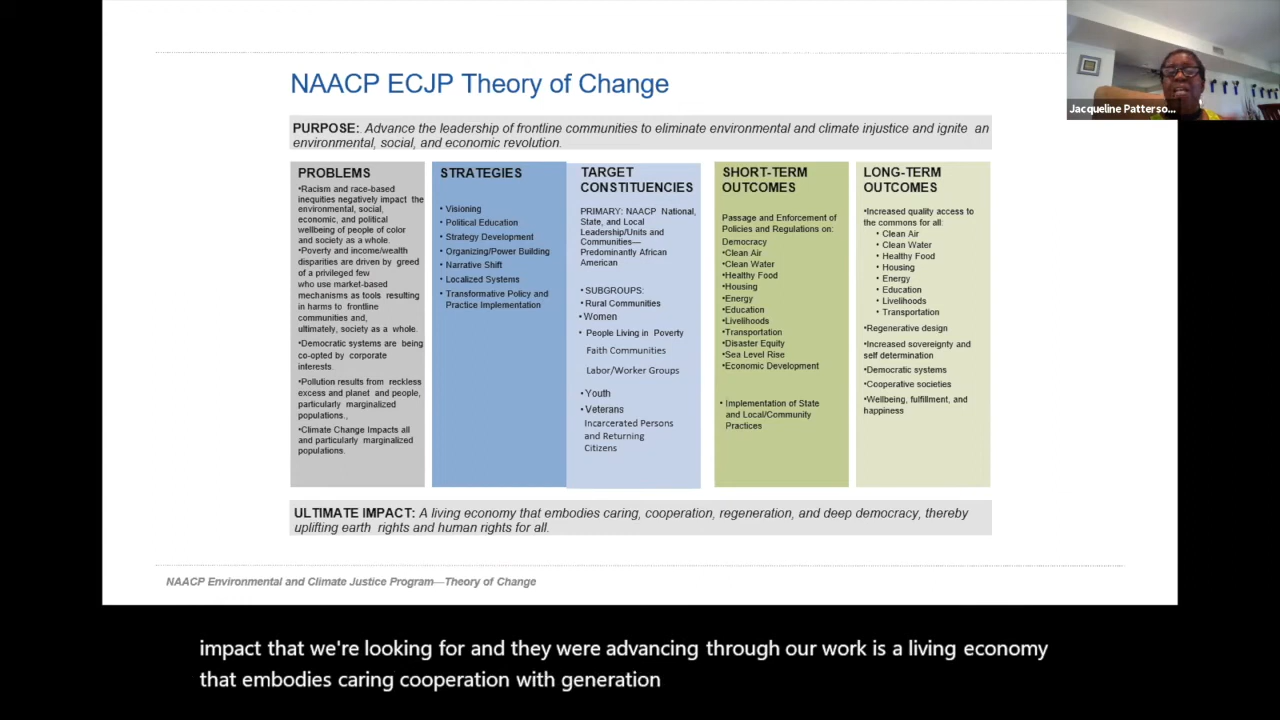 NAACP ECJP Theory of Change
PURPOSE: Advance the leadership of frontline communities to eliminate environmental and climate injustice and ignite an
environmental, social, and economic revolution.
PROBLEMS
•Racism and race-based
inequities negatively impact the
environmental, social,
economic, and political
wellbeing of people of color
and society as a whole.
•Poverty and income/wealth
disparities are driven by greed
of a privileged few
who use market-based
mechanisms as tools resulting
in harms to frontline
communities and,
ultimately, society as a whole.
•Democratic systems are being
co-opted by corporate
interests.
•Pollution results from reckless
excess and planet and people,
particularly marginalized
populations.,
•Climate Change Impacts all
and particularly marginalized
populations.
STRATEGIES
• Visioning
• Political Education
• Strategy Development
• Organizing/Power Building
• Narrative Shift
• Localized Systems
• Transformative Policy and
Practice Implementation
TARGET
CONSTITUENCIES
PRIMARY: NAACP National,
State, and Local
Leadership/Units and
Communities—
Predominantly African
American
• SUBGROUPS:
• Rural Communities
• Women
• People Living in Poverty
Faith Communities
Labor/Worker Groups
• Youth
• Veterans
Incarcerated Persons
and Returning
Citizens
SHORT-TERM
OUTCOMES
Passage and Enforcement of
Policies and Regulations on:
Democracy
•Clean Air
•Clean Water
•Healthy Food
•Housing
•Energy
•Education
•Livelihoods
•Transportation
•Disaster Equity
•Sea Level Rise
•Economic Development
• Implementation of State
and Local/Community
Practices
LONG-TERM
OUTCOMES
•Increased quality access to
the commons for all:
• Clean Air
• Clean Water
• Healthy Food
• Housing
• Energy
• Education
• Livelihoods
• Transportation
•Regenerative design
•Increased sovereignty and
self determination
•Democratic systems
•Cooperative societies
•Wellbeing, fulfillment, and
happiness
ULTIMATE IMPACT: A living economy that embodies caring, cooperation, regeneration, and deep democracy, thereby
uplifting earth rights and human rights for all.
NAACP Environmental and Climate Justice Program—Theory of Change
Jacqueline Patterso...
impact that we're looking for and they were advancing through our work is a living economy
that embodies caring cooperation with generation